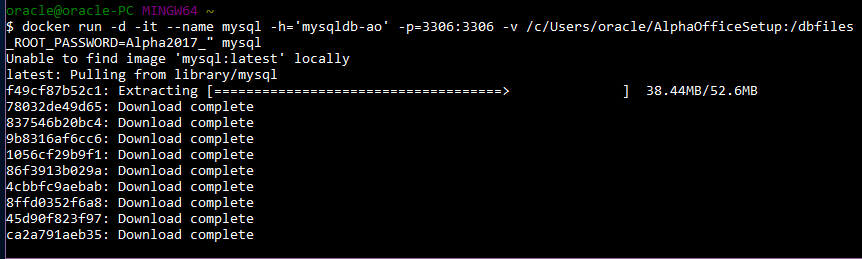 oracle@oracle-PC MINGW64 ~
$ docker run -d -it --name mysql -h='mysqldb-ao' -p=3306:3306 -v /c/Users/oracle/AlphaOfficeSetup:/dbfiles
_ROOT_PASSWORD=Alpha2017_" mysql
Unable to find image 'mysql:latest' locally
latest: Pulling from library/mysql
f49cf87b52c1: Extracting [====================================>              ]  38.44MB/52.6MB
78032de49d65: Download complete
837546b20bc4: Download complete
9b8316af6cc6: Download complete
1056cf29b9f1: Download complete
86f3913b029a: Download complete
4cbbfc9aebab: Download complete
8ffd0352f6a8: Download complete
45d90f823f97: Download complete
ca2a791aeb35: Download complete